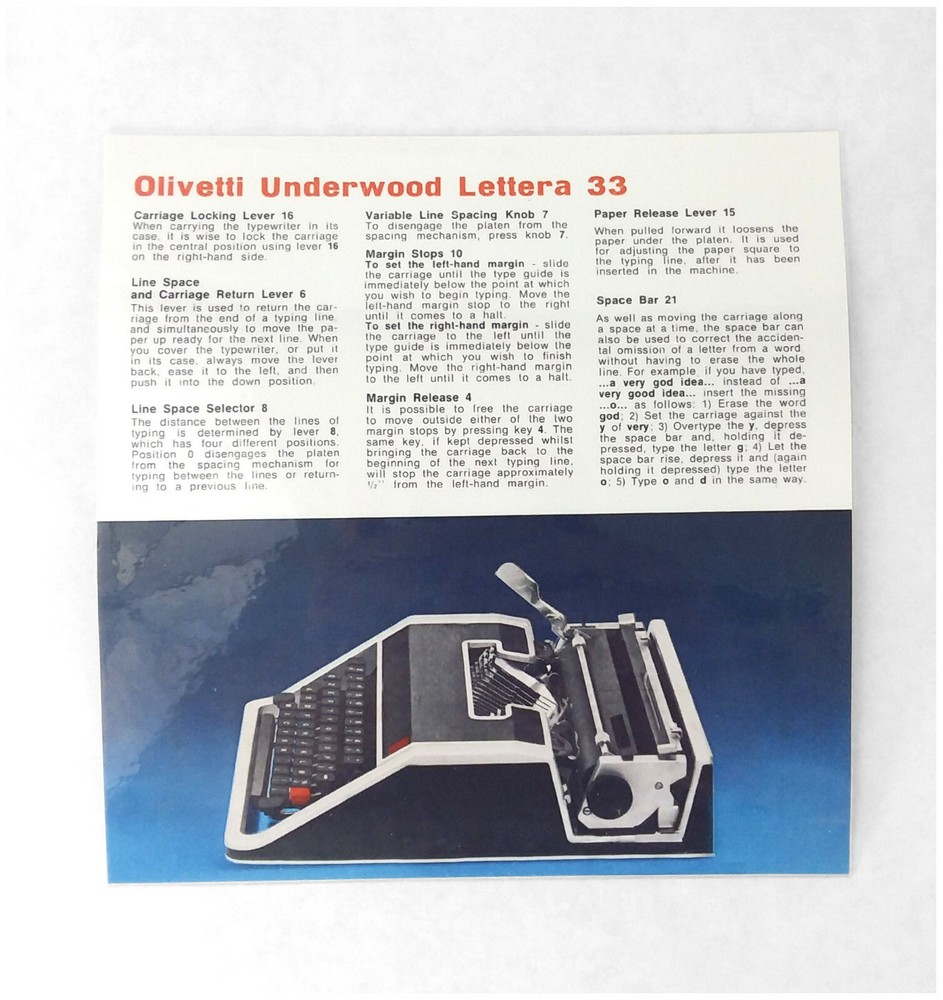 Olivetti Underwood Lettera 33
Carriage Locking Lever 16
When carrying the typewriter in its
case, it is wise to lock the carriage
in the central position using lever 16
on the right-hand side.
Line Space
and Carriage Return Lever 6
This lever is used to return the car-
riage from the end of a typing line
and simultaneously to move the pa-
per up ready for the next line. When
you cover the typewriter, or put it
in its case, always move the lever
back, ease it to the left, and then
push it into the down position.
Line Space Selector 8
The distance between the lines of
typing is determined by lever 8,
which has four different positions.
Position 0 disengages the platen
from the spacing mechanism for
typing between the lines or return-
ing to a previous line.
Variable Line Spacing Knob 7
To disengage the platen from the
spacing mechanism, press knob 7.
Margin Stops 10
To set the left-hand margin - slide
the carriage until the type guide is
immediately below the point at which
you wish to begin typing. Move the
left-hand margin stop to the right
until it comes to a halt.
To set the right-hand margin - slide
the carriage to the left until the
type guide is immediately below the
point at which you wish to finish
typing. Move the right-hand margin
to the left until it comes to a halt.
Margin Release 4
It is possible to free the carriage
to move outside either of the two
margin stops by pressing key 4. The
same key, if kept depressed whilst
bringing the carriage back to the
beginning of the next typing line,
will stop the carriage approximately
1/2'' from the left-hand margin.
Paper Release Lever 15
When pulled forward it loosens the
paper under the platen. It is used
for adjusting the paper square to
the typing line, after it has been
inserted in the machine.
Space Bar 21
As well as moving the carriage along
a space at a time, the space bar can
also be used to correct the acciden-
tal omission of a letter from a word
without having to erase the whole
line. For example if you have typed,
...a very god idea... instead of ...a
very good idea... insert the missing
...o... as follows: 1) Erase the word
god; 2) Set the carriage against the
y of very; 3) Overtype the y, depress
the space bar and, holding it de-
pressed, type the letter g; 4) Let the
space bar rise, depress it and (again
holding it depressed) type the letter
o; 5) Type o and d in the same way.